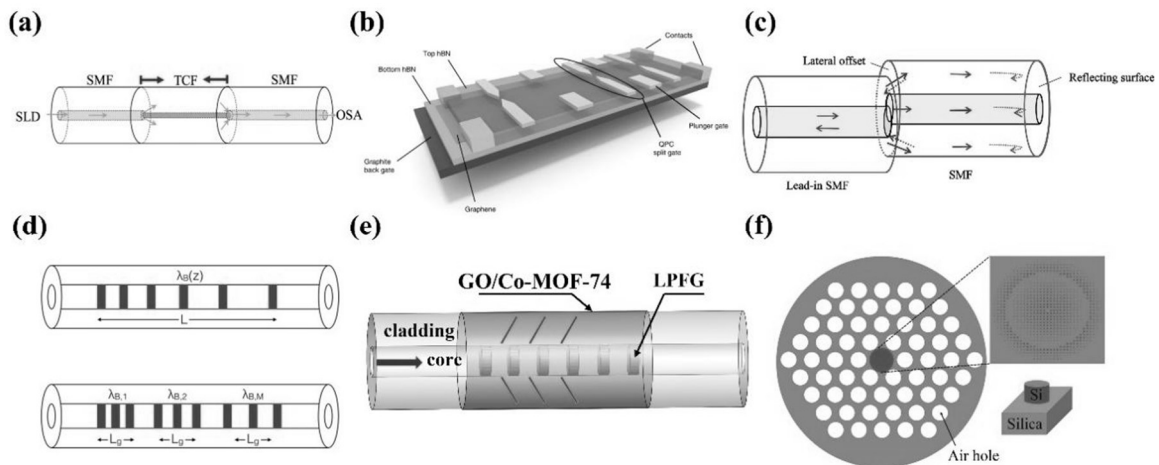 (a)
SMF TCF SMF
SLD OSA
(b)
Contacts
Top hBN
Bottom hBN
Plunger gate
QPC
split gate
Graphite
back gate
Graphene
(c)
Lateral offset
Reflecting surface
Lead-in SMF
SMF
(d)
λB(z)
L
λB,1 λB,2 λB,M
Lg Lg Lg
(e)
GO/Co-MOF-74 LPFG
cladding
core
(f)
Si
Silica
Air hole